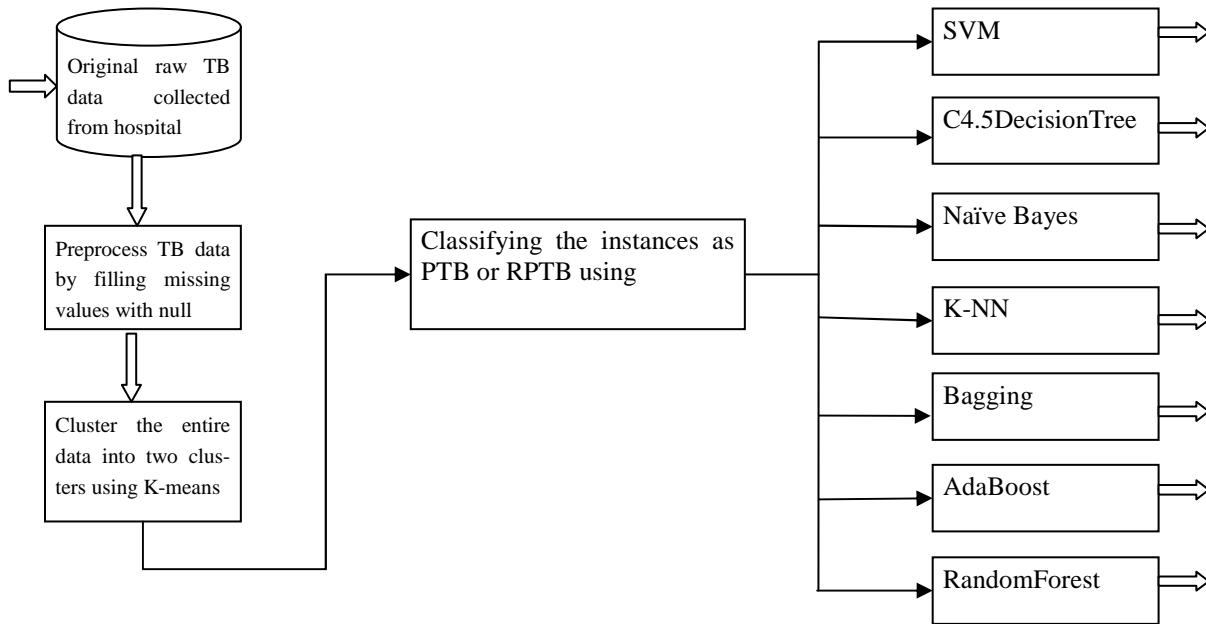 Original raw TB
data collected
from hospital
Preprocess TB data
by filling missing
values with null
Cluster the entire
data into two clus-
ters using K-means
Classifying the instances as
PTB or RPTB using
SVM
C4.5DecisionTree
Naïve Bayes
K-NN
Bagging
AdaBoost
RandomForest